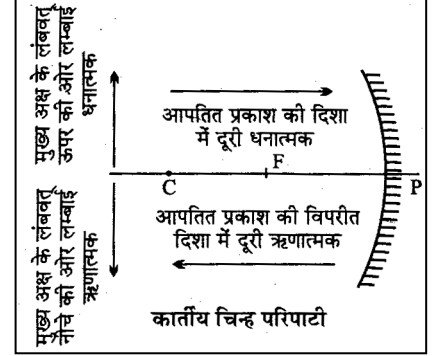 मुख्य अक्ष के लंबवत्
ऊपर की ओर लम्बाई
धनात्मक
आपतित प्रकाश की दिशा
में दूरी धनात्मक
F
C
P
आपतित प्रकाश की विपरीत
दिशा में दूरी ऋणात्मक
मुख्य अक्ष के लंबवत्
नीचे की ओर लम्बाई
ऋणात्मक
कार्तीय चिन्ह परिपाटी